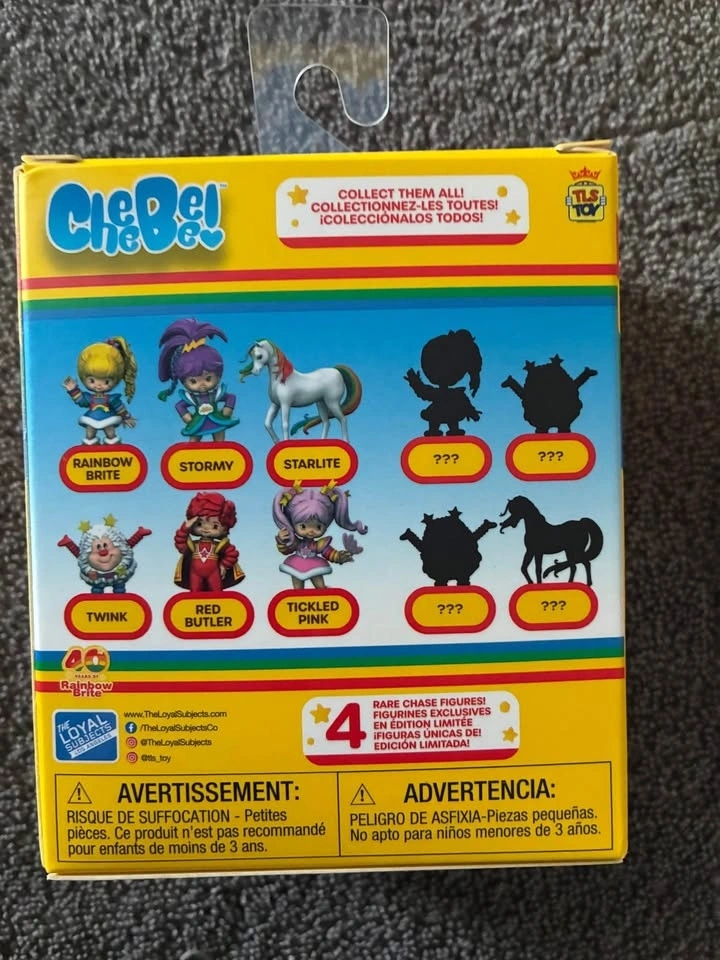 CheeBee!™
COLLECT THEM ALL!
COLLECTIONNEZ-LES TOUTES!
¡COLECCIÓNALOS TODOS!
TLS
TOY
RAINBOW
BRITE
STORMY
STARLITE
???
???
TWINK
RED
BUTLER
TICKLED
PINK
???
???
40
YEARS OF
Rainbow
Brite
THE
LOYAL
SUBJECTS
LOS ANGELES
www.TheLoyalSubjects.com
/TheLoyalSubjectsCo
@TheLoyalSubjects
@tls_toy
4
RARE CHASE FIGURES!
FIGURINES EXCLUSIVES
EN ÉDITION LIMITÉE
¡FIGURAS ÚNICAS DE!
EDICIÓN LIMITADA!
AVERTISSEMENT:
RISQUE DE SUFFOCATION - Petites
pièces. Ce produit n'est pas recommandé
pour enfants de moins de 3 ans.
ADVERTENCIA:
PELIGRO DE ASFIXIA-Piezas pequeñas.
No apto para niños menores de 3 años.